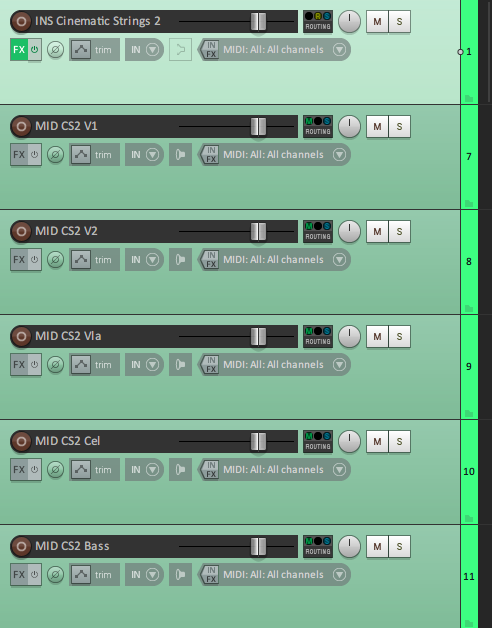 INS Cinematic Strings 2 R S ROUTING M S
FX trim IN IN FX MIDI: All: All channels
1
MID CS2 V1 M S ROUTING M S
FX trim IN IN FX MIDI: All: All channels
7
MID CS2 V2 M S ROUTING M S
FX trim IN IN FX MIDI: All: All channels
8
MID CS2 Vla M S ROUTING M S
FX trim IN IN FX MIDI: All: All channels
9
MID CS2 Cel M S ROUTING M S
FX trim IN IN FX MIDI: All: All channels
10
MID CS2 Bass M S ROUTING M S
FX trim IN IN FX MIDI: All: All channels
11